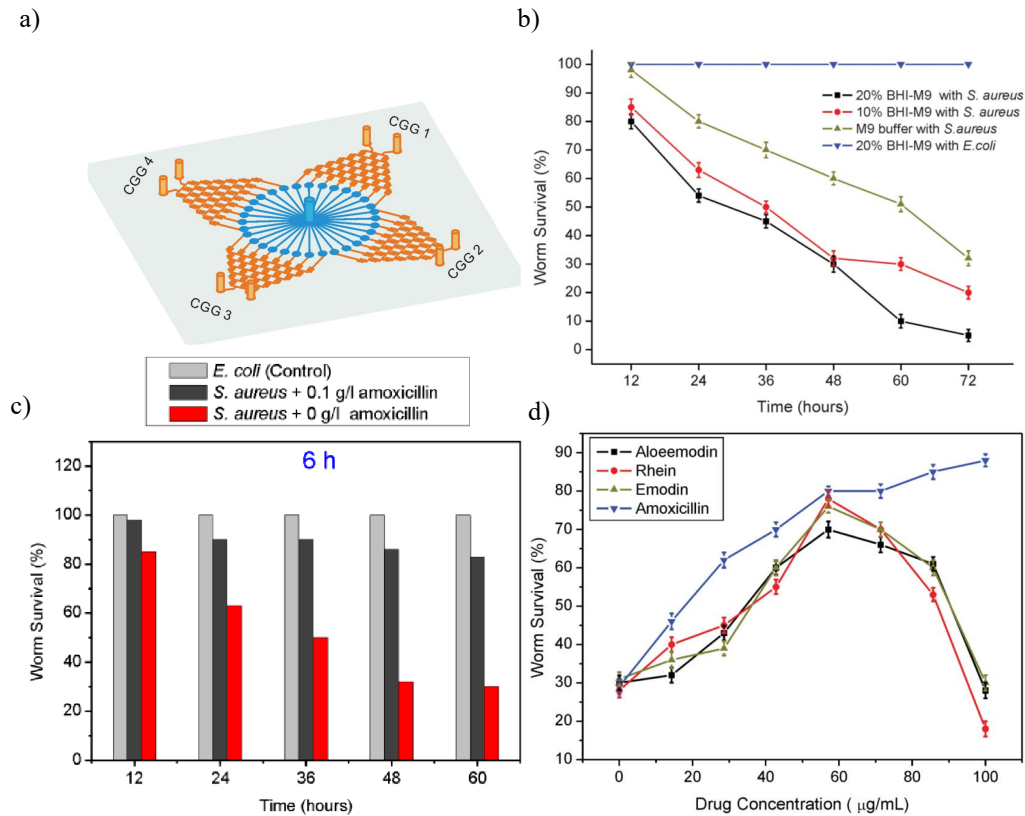 a)
CGG 1
CGG 4
CGG 2
CGG 3
b)
100
90
80
70
60
50
40
30
20
10
0
Worm Survival (%)
20% BHI-M9  with S. aureus
10% BHI-M9 with S. aureus
M9 buffer with S.aureus
20% BHI-M9 with E.coli
12 24 36 48 60 72
Time (hours)
c)
E. coli (Control)
S. aureus + 0.1 g/l amoxicillin
S. aureus + 0 g/l  amoxicillin
6 h
120
100
80
60
40
20
0
Worm Survival (%)
12 24 36 48 60
Time (hours)
d)
Aloeemodin
Rhein
Emodin
Amoxicillin
90
80
70
60
50
40
30
20
10
Worm Survival (%)
0 20 40 60 80 100
Drug Concentration ( μg/mL)